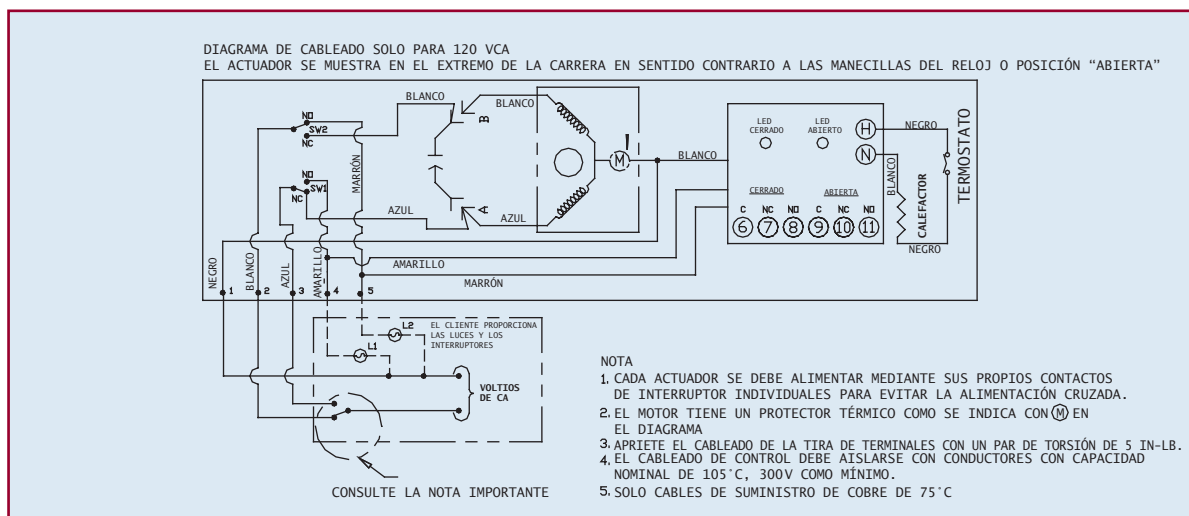 DIAGRAMA DE CABLEADO SOLO PARA 120 VCA
EL ACTUADOR SE MUESTRA EN EL EXTREMO DE LA CARRERA EN SENTIDO CONTRARIO A LAS MANECILLAS DEL RELOJ O POSICIÓN “ABIERTA”
BLANCO
BLANCO
NO
SW2
NC
B
MARRÓN
NO
SW1
NC
AZUL
A
AZUL
M
BLANCO
LED
CERRADO
LED
ABIERTO
H
N
NEGRO
BLANCO
CALEFACTOR
NEGRO
TERMOSTATO
CERRADO
ABIERTA
C NC NO C NC NO
6 7 8 9 10 11
NEGRO
BLANCO
AZUL
AMARILLO
AMARILLO
MARRÓN
1 2 3 4 5
L2
L1
EL CLIENTE PROPORCIONA
LAS LUCES Y LOS
INTERRUPTORES
VOLTIOS
DE CA
CONSULTE LA NOTA IMPORTANTE
NOTA
1. CADA ACTUADOR SE DEBE ALIMENTAR MEDIANTE SUS PROPIOS CONTACTOS
DE INTERRUPTOR INDIVIDUALES PARA EVITAR LA ALIMENTACIÓN CRUZADA.
2. EL MOTOR TIENE UN PROTECTOR TÉRMICO COMO SE INDICA CON M EN
EL DIAGRAMA
3. APRIETE EL CABLEADO DE LA TIRA DE TERMINALES CON UN PAR DE TORSIÓN DE 5 IN-LB.
4. EL CABLEADO DE CONTROL DEBE AISLARSE CON CONDUCTORES CON CAPACIDAD
NOMINAL DE 105°C, 300V COMO MÍNIMO.
5. SOLO CABLES DE SUMINISTRO DE COBRE DE 75°C